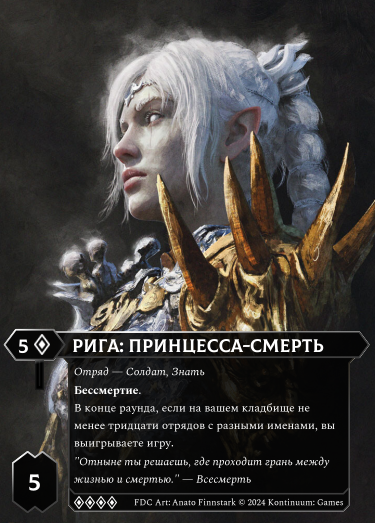 5 РИГА: ПРИНЦЕССА-СМЕРТЬ
Отряд — Солдат, Знать
Бессмертие.
В конце раунда, если на вашем кладбище не
менее тридцати отрядов с разными именами, вы
выигрываете игру.
"Отныне ты решаешь, где проходит грань между
жизнью и смертью." — Всесмерть
5
FDC Art: Anato Finnstark © 2024 Kontinuum: Games